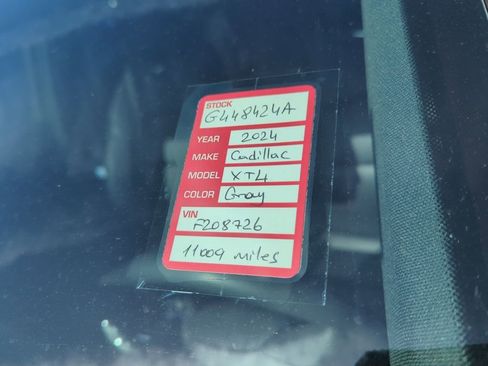 STOCK
G448424A
YEAR 2024
MAKE Cadillac
MODEL XT4
COLOR Gray
VIN
F208726
11009 miles